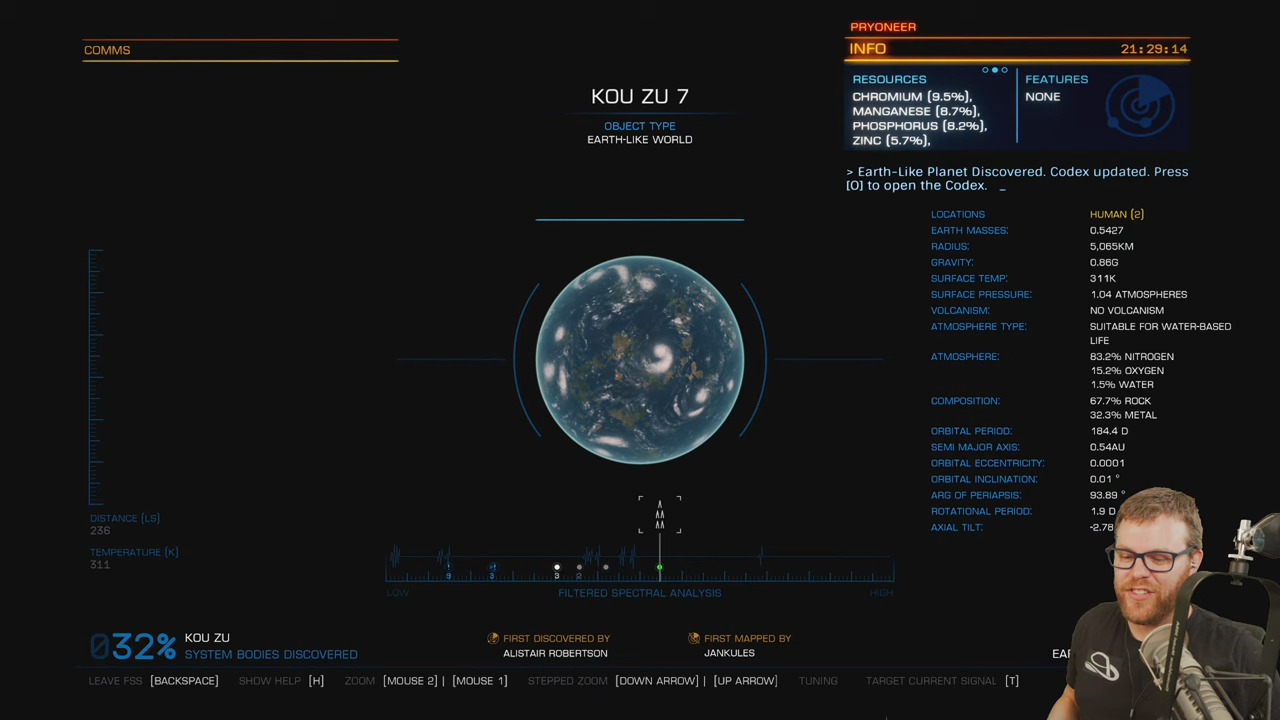 COMMS
PRYONEER
INFO
21:29:14
RESOURCES
CHROMIUM (9.5%),
MANGANESE (8.7%),
PHOSPHORUS (8.2%),
ZINC (5.7%),
FEATURES
NONE
KOU ZU 7
OBJECT TYPE
EARTH-LIKE WORLD
> Earth-Like Planet Discovered. Codex updated. Press
[O] to open the Codex. _
LOCATIONS HUMAN (2)
EARTH MASSES: 0.5427
RADIUS: 5,065KM
GRAVITY: 0.86G
SURFACE TEMP: 311K
SURFACE PRESSURE: 1.04 ATMOSPHERES
VOLCANISM: NO VOLCANISM
ATMOSPHERE TYPE: SUITABLE FOR WATER-BASED
LIFE
ATMOSPHERE: 83.2% NITROGEN
15.2% OXYGEN
1.5% WATER
COMPOSITION: 67.7% ROCK
32.3% METAL
ORBITAL PERIOD: 184.4 D
SEMI MAJOR AXIS: 0.54AU
ORBITAL ECCENTRICITY: 0.0001
ORBITAL INCLINATION: 0.01 °
ARG OF PERIAPSIS: 93.89 °
ROTATIONAL PERIOD: 1.9 D
AXIAL TILT: -2.78
DISTANCE (LS)
236
TEMPERATURE (K)
311
LOW
FILTERED SPECTRAL ANALYSIS
HIGH
032% KOU ZU
SYSTEM BODIES DISCOVERED
FIRST DISCOVERED BY
ALISTAIR ROBERTSON
FIRST MAPPED BY
JANKULES
EAR
LEAVE FSS [BACKSPACE] SHOW HELP [H] ZOOM [MOUSE 2] | [MOUSE 1] STEPPED ZOOM [DOWN ARROW] | [UP ARROW] TUNING TARGET CURRENT SIGNAL [T]